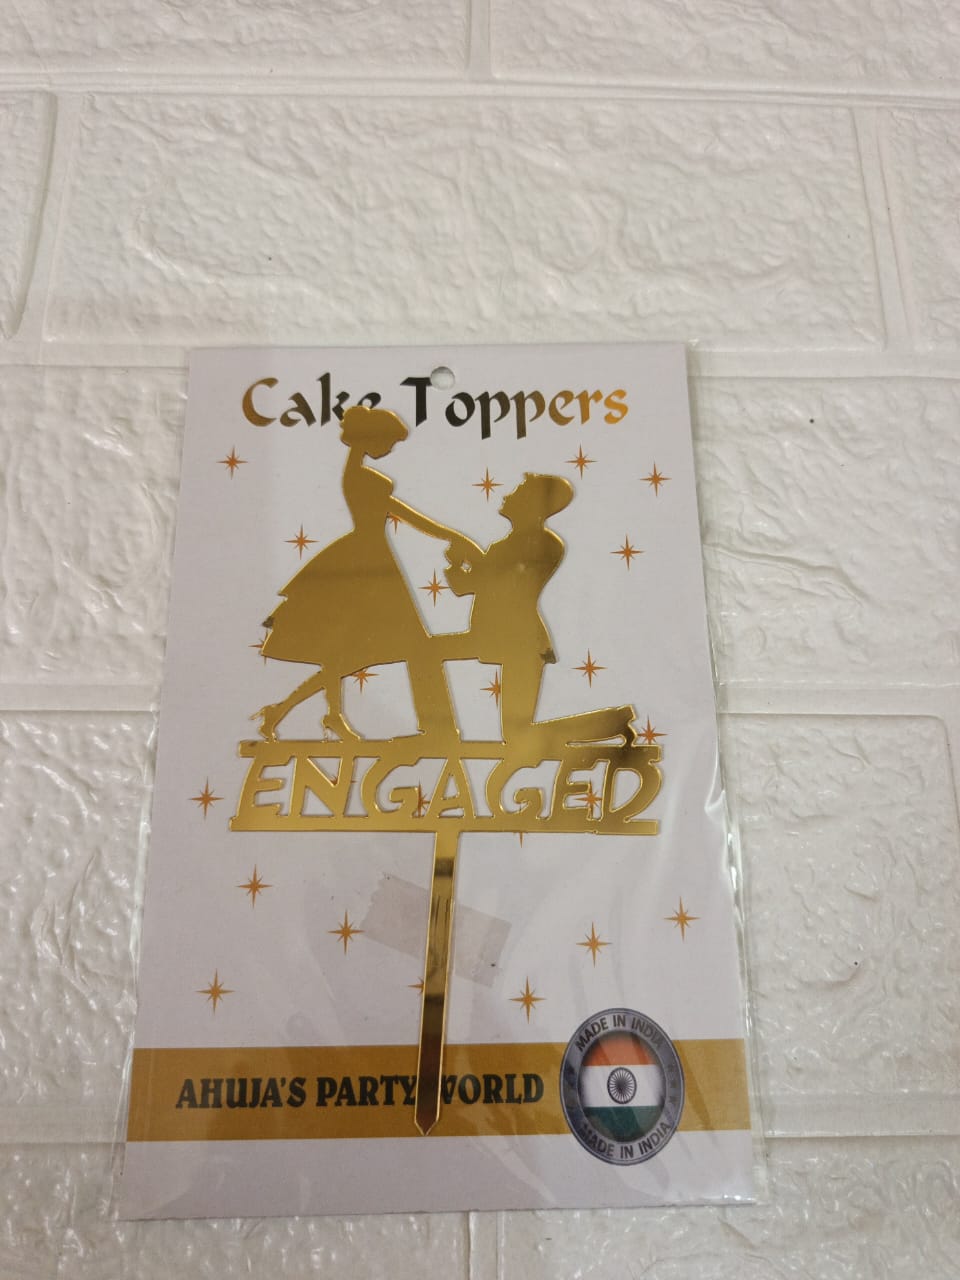 Cake Toppers
ENGAGED
AHUJA'S PARTY WORLD
MADE IN INDIA
MADE IN INDIA